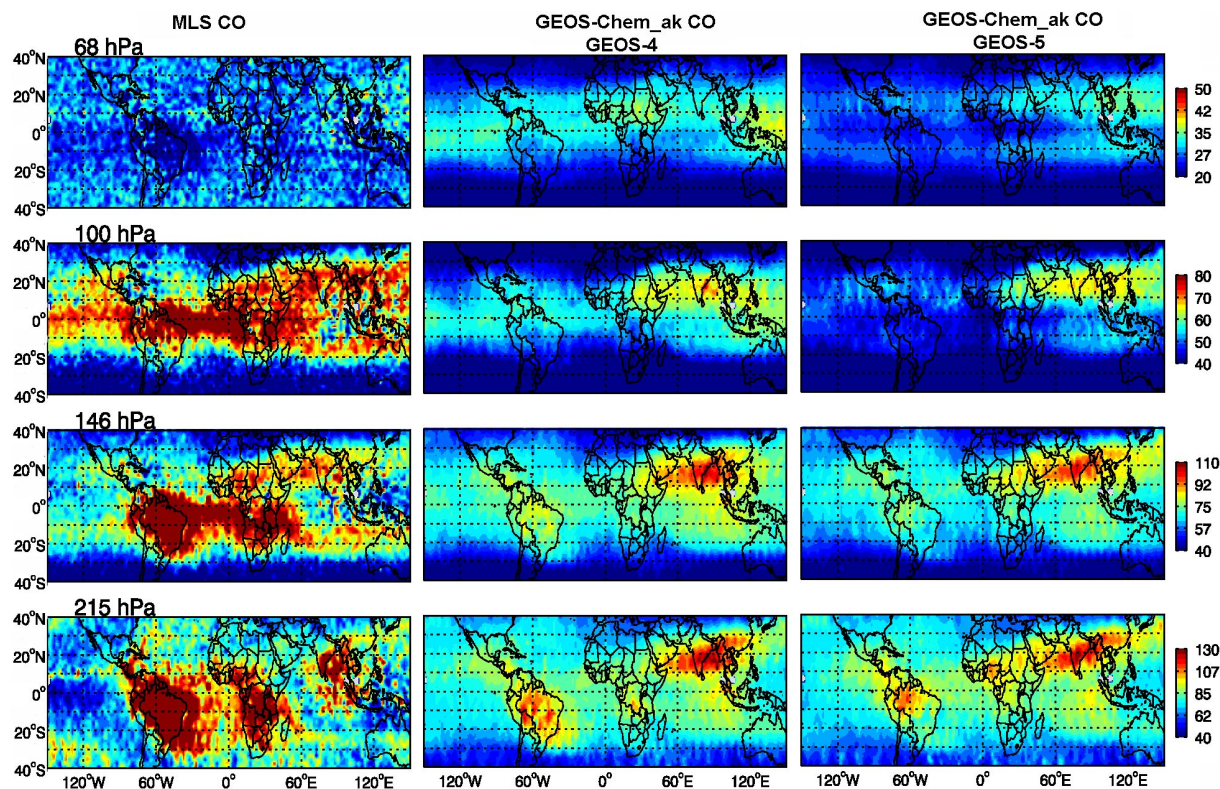 MLS CO
GEOS-Chem_ak CO
GEOS-4
GEOS-Chem_ak CO
GEOS-5
68 hPa
40°N
20°N
0°
20°S
40°S
50
42
35
27
20
100 hPa
40°N
20°N
0°
20°S
40°S
80
70
60
50
40
146 hPa
40°N
20°N
0°
20°S
40°S
110
92
75
57
40
215 hPa
40°N
20°N
0°
20°S
40°S
130
107
85
62
40
120°W 60°W 0° 60°E 120°E
120°W 60°W 0° 60°E 120°E
120°W 60°W 0° 60°E 120°E